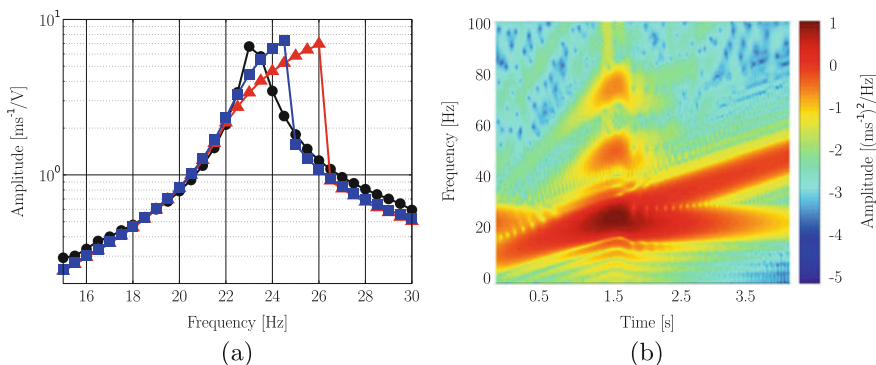 10^1
10^0
Amplitude [ms^-1/V]
16 18 20 22 24 26 28 30
Frequency [Hz]
(a)
100
80
60
40
20
0
Frequency [Hz]
0.5 1.5 2.5 3.5
Time [s]
(b)
1
0
-1
-2
-3
-4
-5
Amplitude [(ms^-1)^2/Hz]